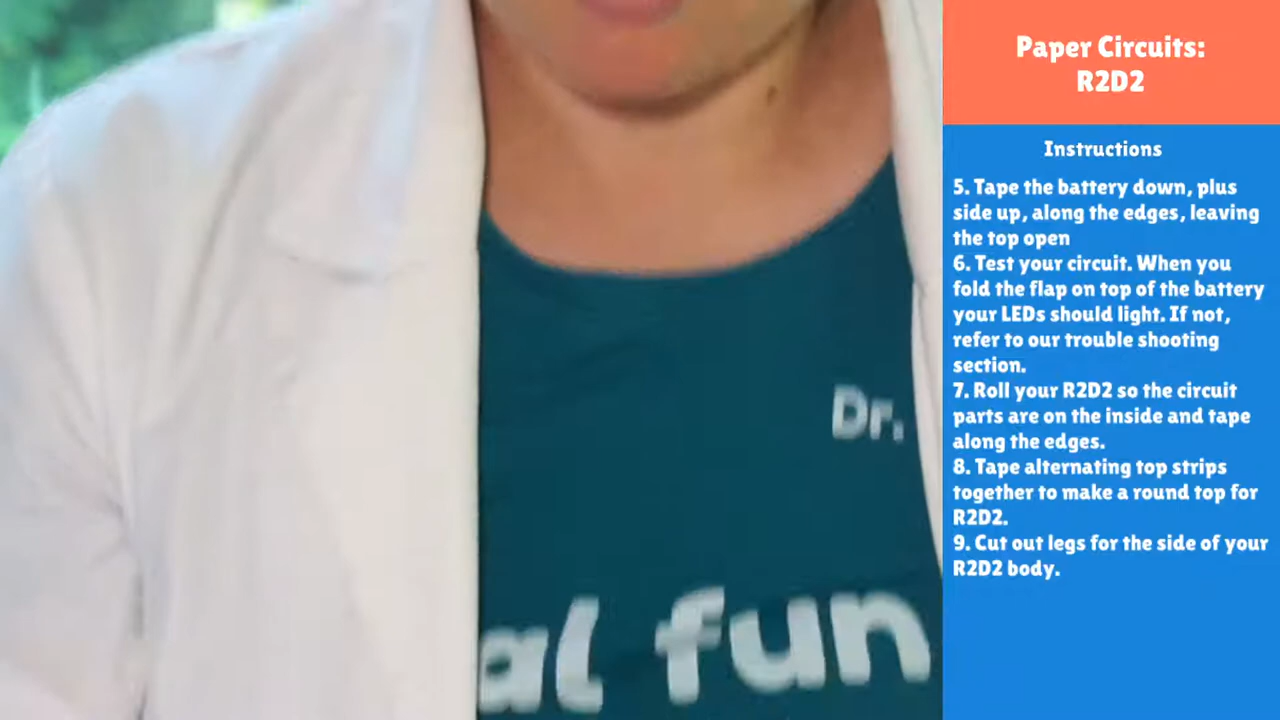 Dr.
al fun
Paper Circuits:
R2D2
Instructions
5. Tape the battery down, plus
side up, along the edges, leaving
the top open
6. Test your circuit. When you
fold the flap on top of the battery
your LEDs should light. If not,
refer to our trouble shooting
section.
7. Roll your R2D2 so the circuit
parts are on the inside and tape
along the edges.
8. Tape alternating top strips
together to make a round top for
R2D2.
9. Cut out legs for the side of your
R2D2 body.